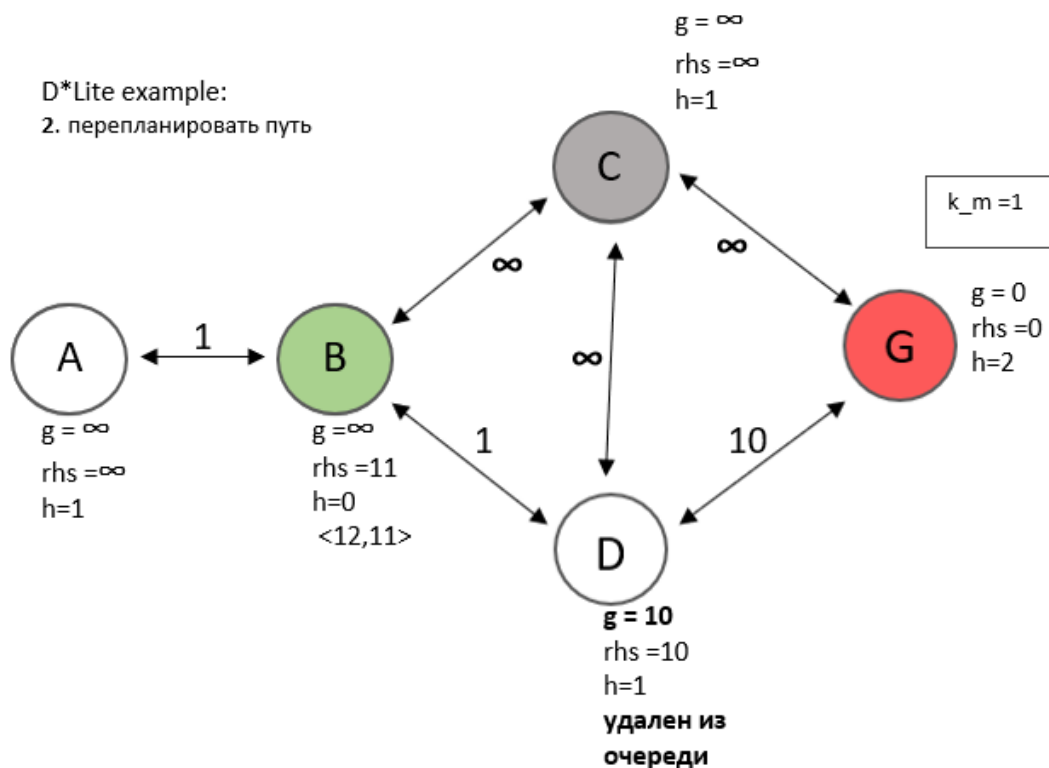 D*Lite example:
2. перепланировать путь
g = ∞
rhs =∞
h=1
C
k_m =1
∞
∞
A
1
B
∞
G
g = 0
rhs =0
h=2
g = ∞
rhs =∞
h=1
g =∞
rhs =11
h=0
<12,11>
1
10
D
g = 10
rhs =10
h=1
удален из
очереди